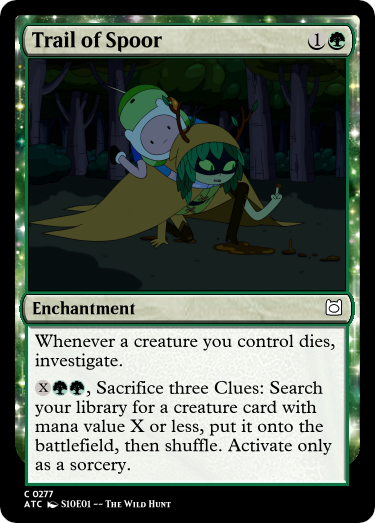 Trail of Spoor 1
Enchantment
Whenever a creature you control dies,
investigate.
X, Sacrifice three Clues: Search
your library for a creature card with
mana value X or less, put it onto the
battlefield, then shuffle. Activate only
as a sorcery.
C 0277
ATC S10E01 -- The Wild Hunt